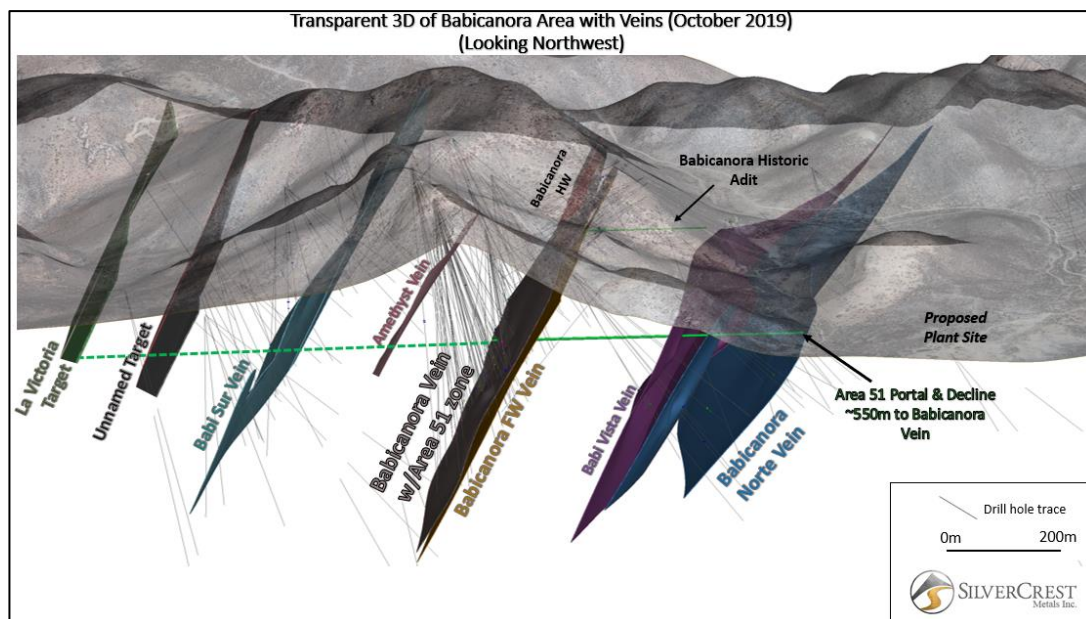 Transparent 3D of Babicanora Area with Veins (October 2019)
(Looking Northwest)
Babicanora
HW
Babicanora Historic
Adit
La Victoria
Target
Unnamed Target
Babi Sur Vein
Amethyst Vein
Babicanora Vein
w/Area 51 zone
Babicanora FW Vein
Babi Vista Vein
Babicanora
Norte Vein
Proposed
Plant Site
Area 51 Portal & Decline
~550m to Babicanora
Vein
Drill hole trace
0m 200m
SILVERCREST
Metals Inc.